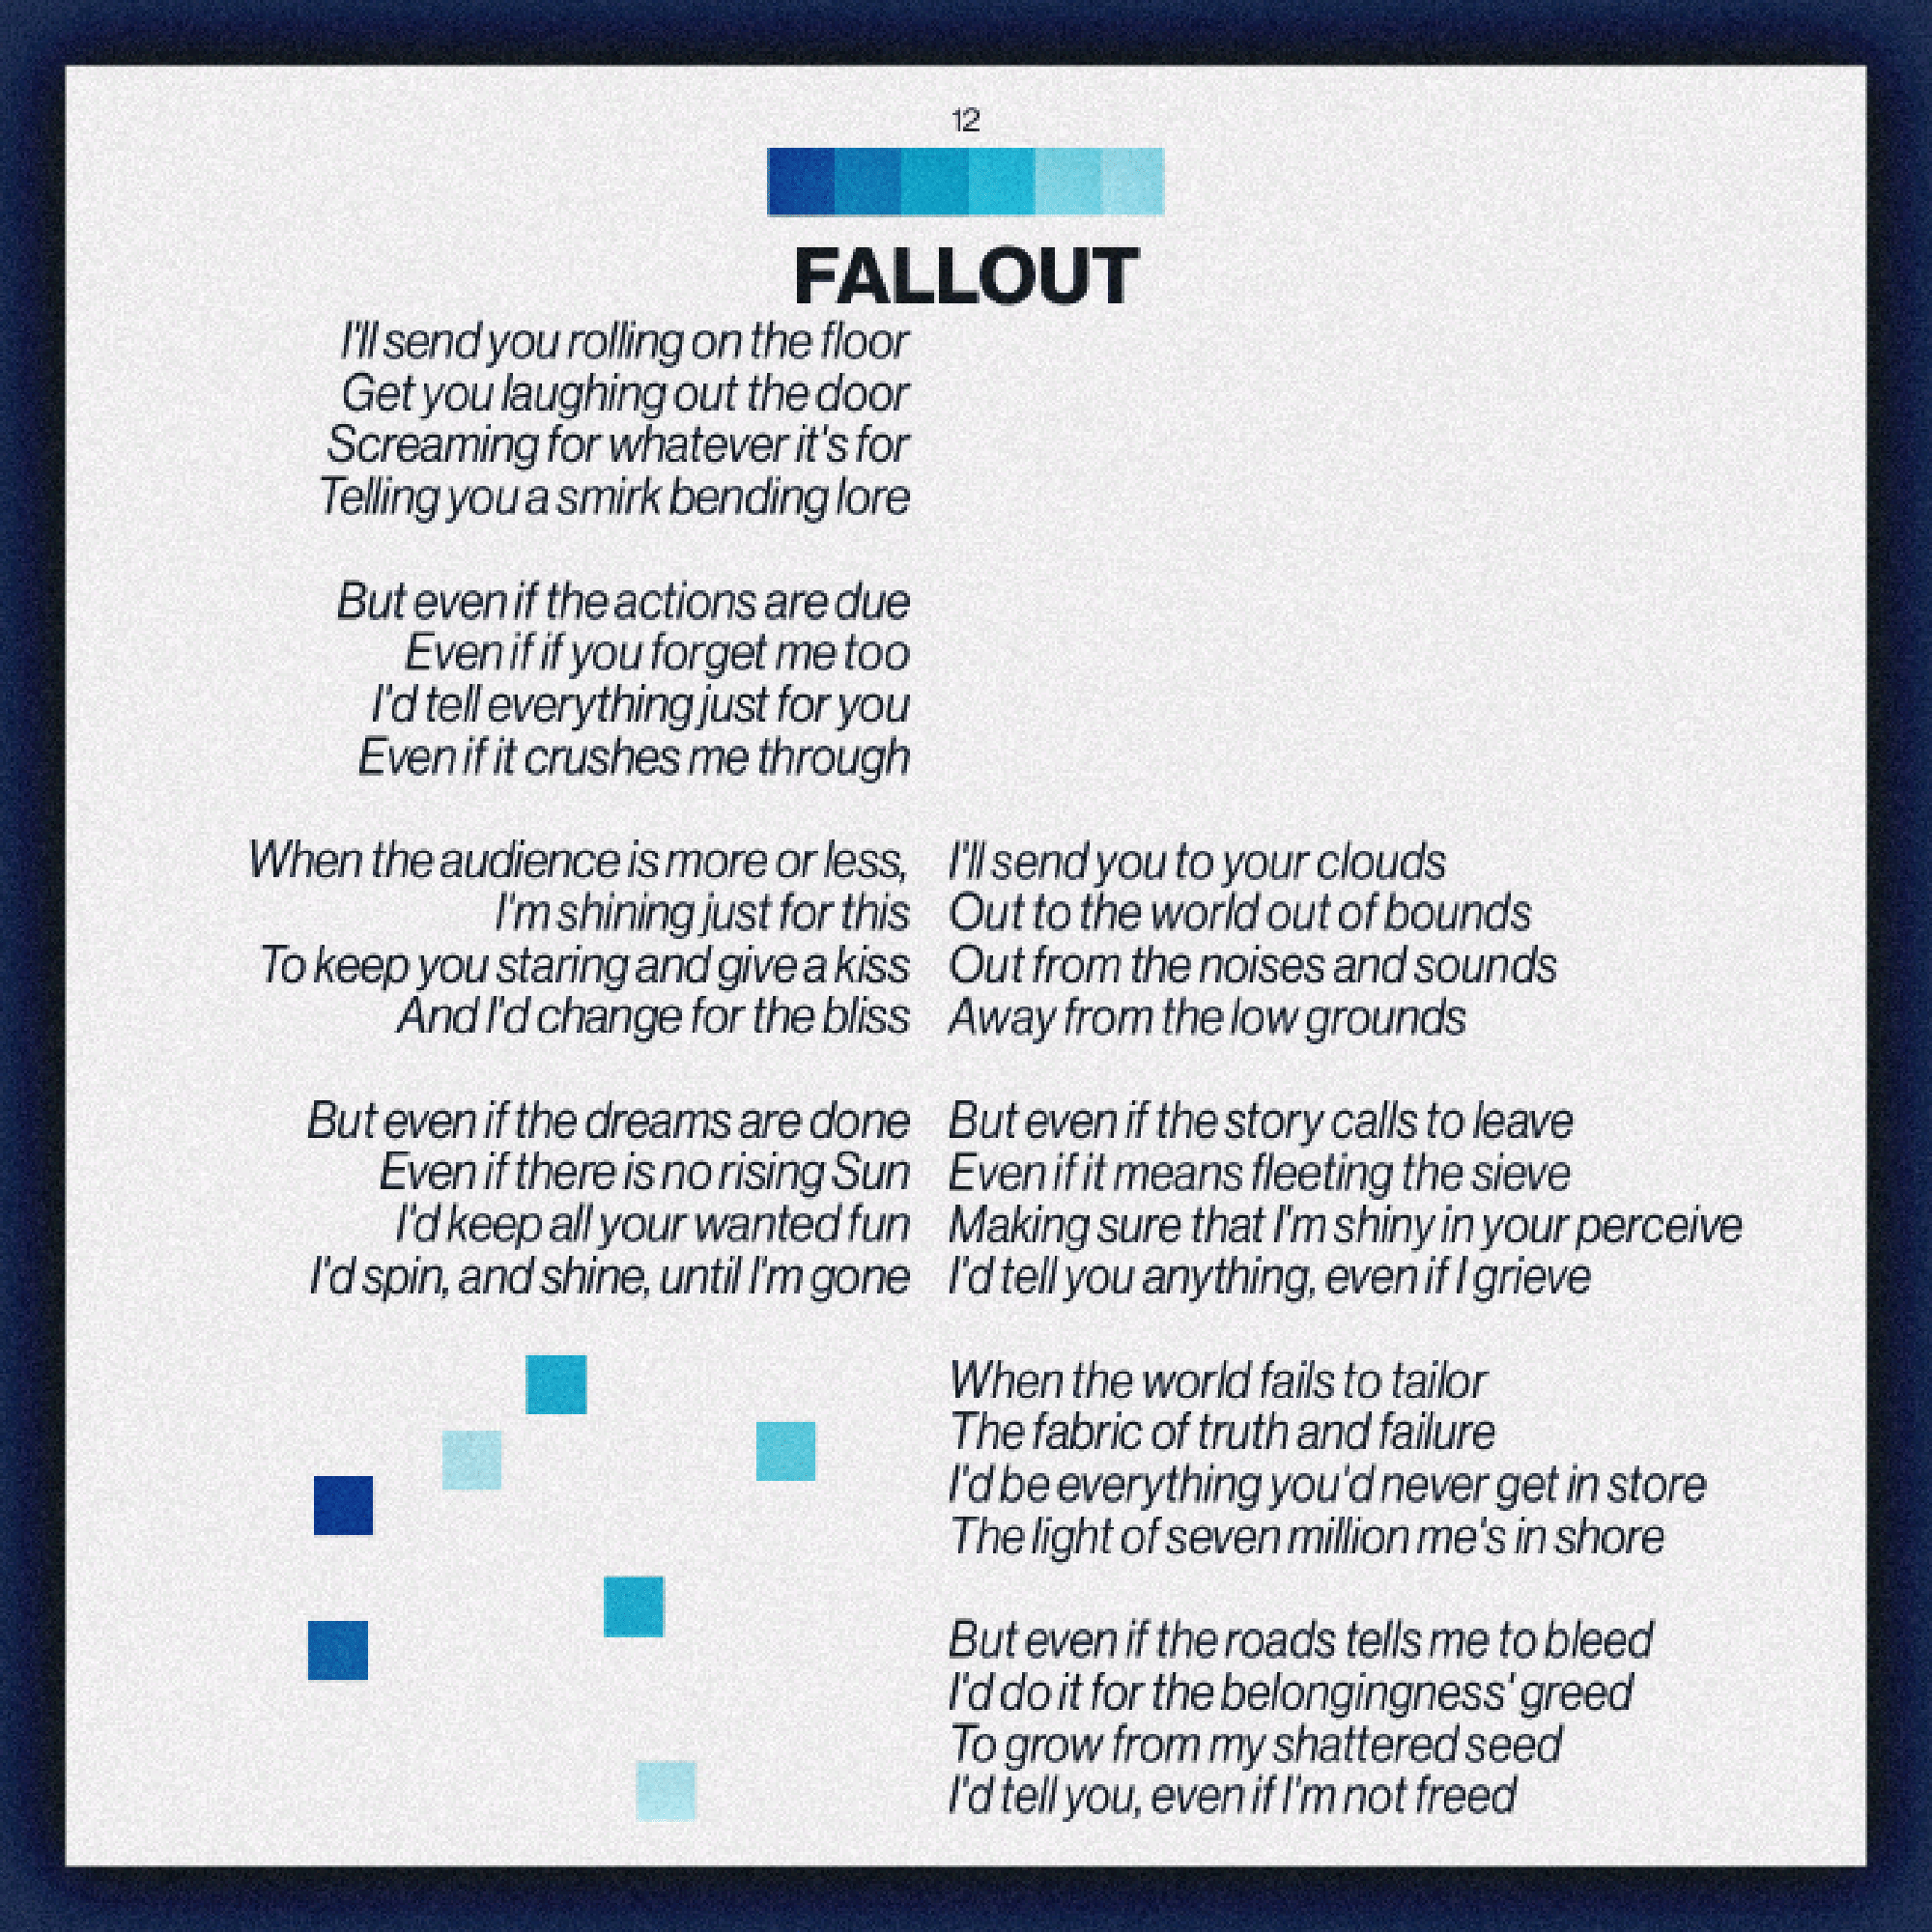 12
FALLOUT
I'll send you rolling on the floor
Get you laughing out the door
Screaming for whatever it's for
Telling you a smirk bending lore
But even if the actions are due
Even if if you forget me too
I'd tell everything just for you
Even if it crushes me through
When the audience is more or less,
I'm shining just for this
To keep you staring and give a kiss
And I'd change for the bliss
But even if the dreams are done
Even if there is no rising Sun
I'd keep all your wanted fun
I'd spin, and shine, until I'm gone
I'll send you to your clouds
Out to the world out of bounds
Out from the noises and sounds
Away from the low grounds
But even if the story calls to leave
Even if it means fleeting the sieve
Making sure that I'm shiny in your perceive
I'd tell you anything, even if I grieve
When the world fails to tailor
The fabric of truth and failure
I'd be everything you'd never get in store
The light of seven million me's in shore
But even if the roads tells me to bleed
I'd do it for the belongingness' greed
To grow from my shattered seed
I'd tell you, even if I'm not freed